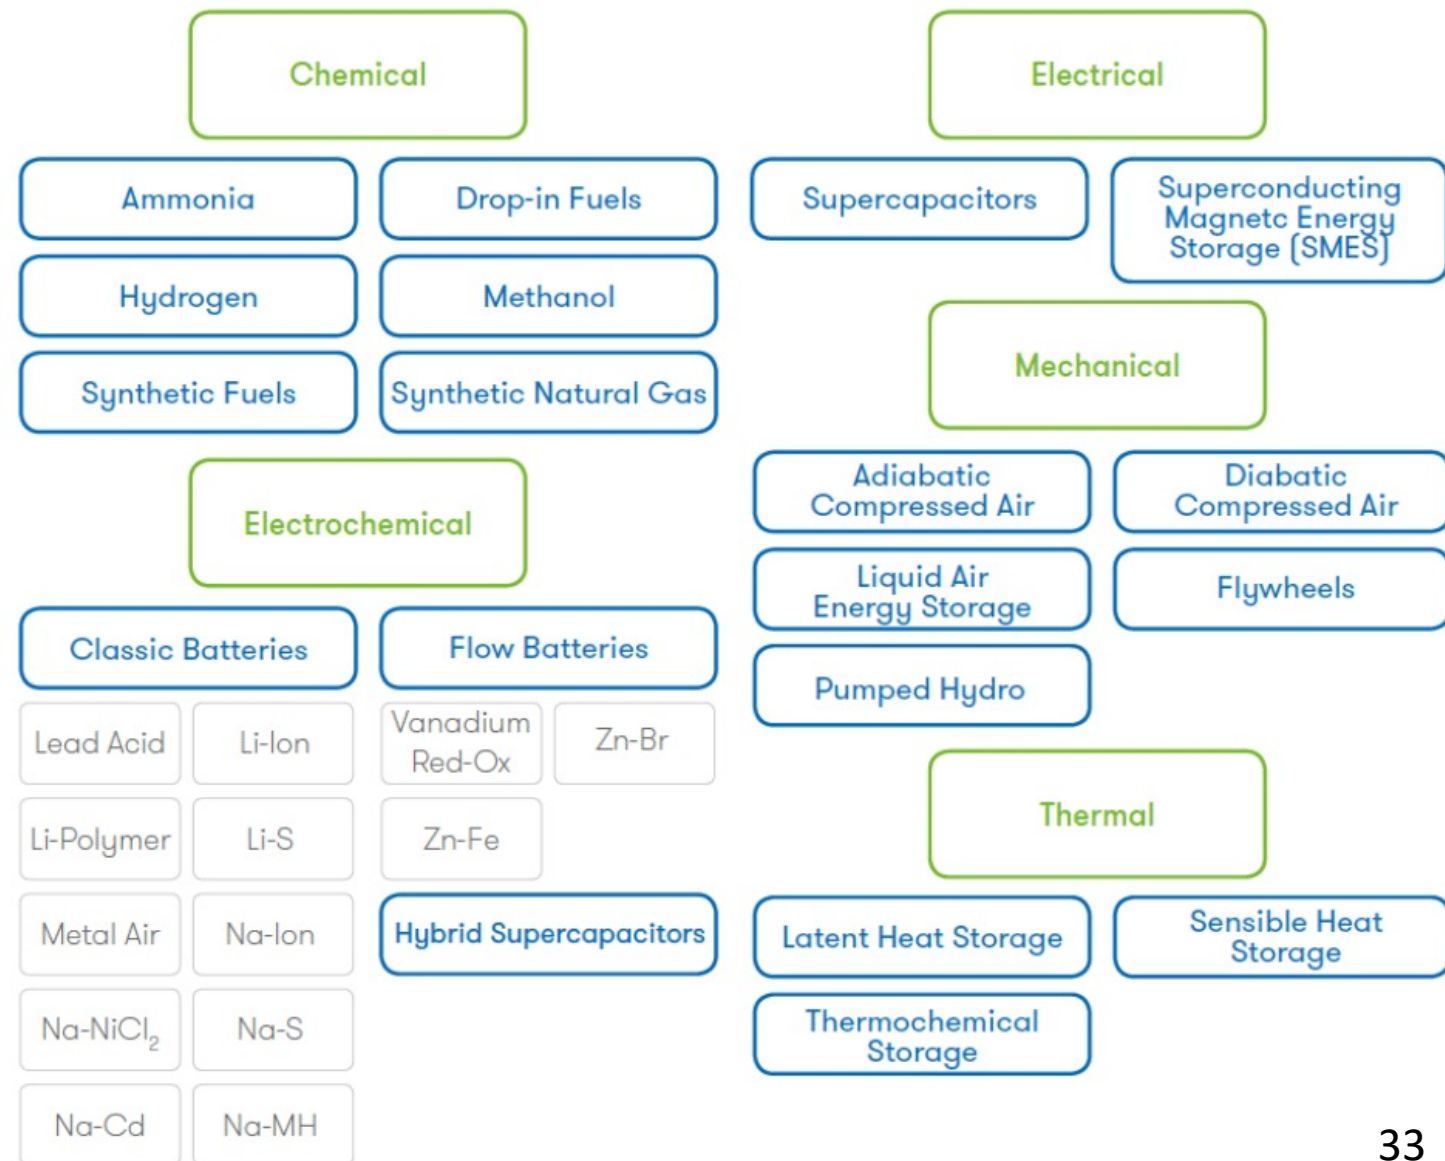 Chemical
Ammonia
Drop-in Fuels
Hydrogen
Methanol
Synthetic Fuels
Synthetic Natural Gas
Electrochemical
Classic Batteries
Flow Batteries
Lead Acid
Li-Ion
Vanadium
Red-Ox
Zn-Br
Li-Polymer
Li-S
Zn-Fe
Metal Air
Na-Ion
Hybrid Supercapacitors
Na-NiCl₂
Na-S
Na-Cd
Na-MH
Electrical
Supercapacitors
Superconducting
Magnetc Energy
Storage (SMES)
Mechanical
Adiabatic
Compressed Air
Diabatic
Compressed Air
Liquid Air
Energy Storage
Flywheels
Pumped Hydro
Thermal
Latent Heat Storage
Sensible Heat
Storage
Thermochemical
Storage
33